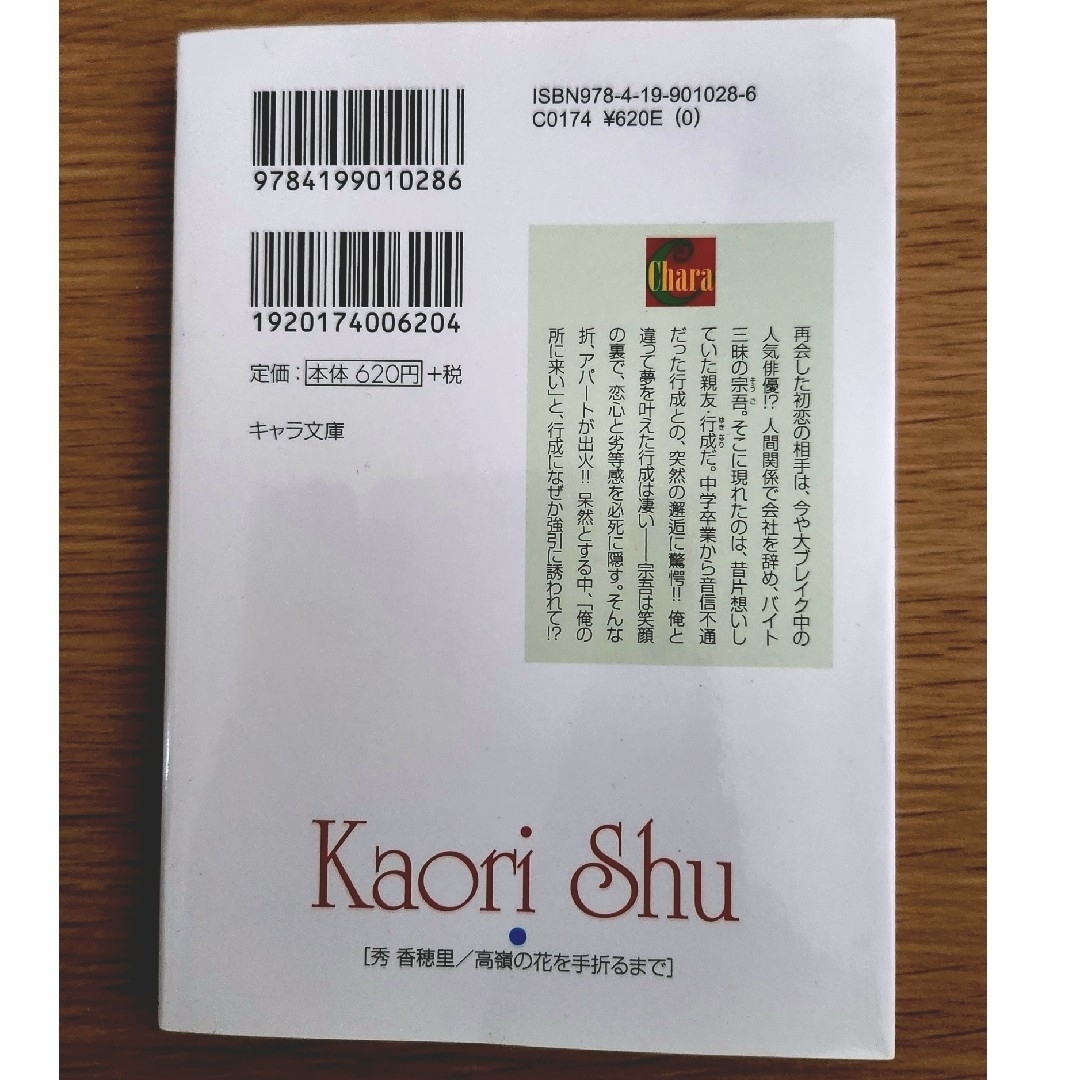 ISBN978-4-19-901028-6
C0174 ¥620E (0)
9784199010286
1920174006204
定価：本体 620円+税
キャラ文庫
Chara
再会した初恋の相手は、今や大ブレイク中の
人気俳優!? 人間関係で会社を辞め、バイト
三昧の宗吾。そこに現れたのは、昔片想いし
ていた親友・行成だ。中学卒業から音信不通
だった行成との、突然の邂逅に驚愕!! 俺と
違って夢を叶えた行成は凄い――宗吾は笑顔
の裏で、恋心と劣等感を必死に隠す。そんな
折、アパートが出火!! 呆然とする中、「俺の
所に来い」と、行成になぜか強引に誘われて!?
Kaori Shu
[秀 香穂里／高嶺の花を手折るまで]